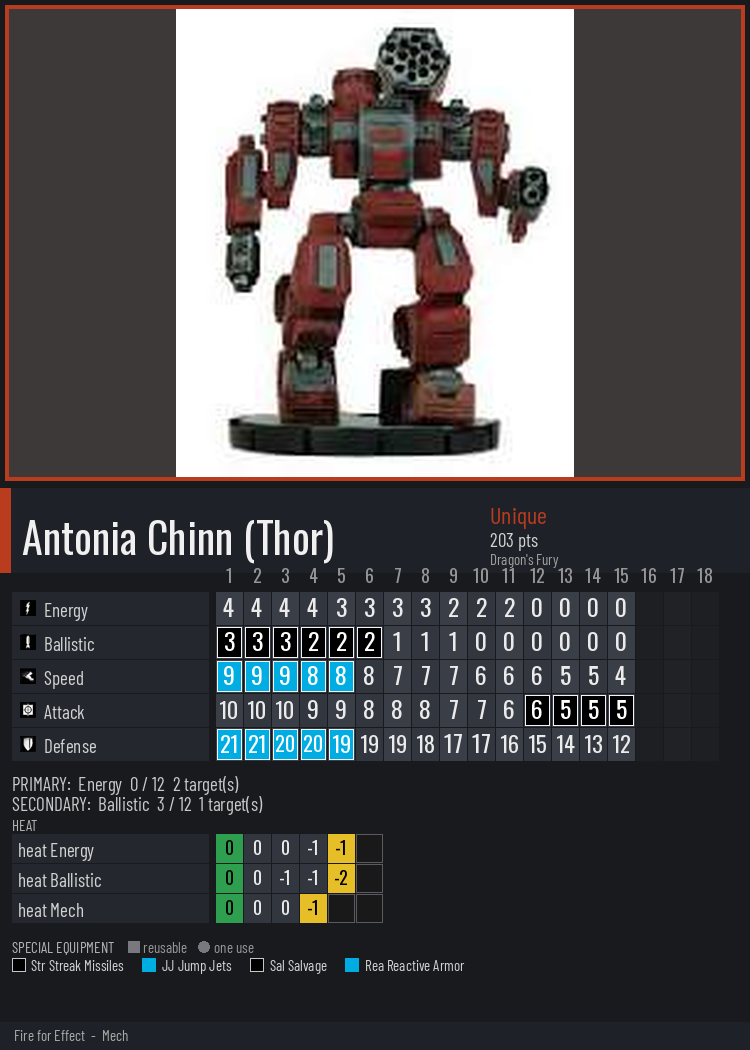 Antonia Chinn (Thor)
Unique
203 pts
Dragon's Fury
1 2 3 4 5 6 7 8 9 10 11 12 13 14 15 16 17 18
Energy 4 4 4 4 3 3 3 3 2 2 2 0 0 0 0
Ballistic 3 3 3 2 2 2 1 1 1 0 0 0 0 0 0
Speed 9 9 9 8 8 8 7 7 7 6 6 6 5 5 4
Attack 10 10 10 9 9 8 8 8 7 7 6 6 5 5 5
Defense 21 21 20 20 19 19 19 18 17 17 16 15 14 13 12
PRIMARY: Energy 0 / 12 2 target(s)
SECONDARY: Ballistic 3 / 12 1 target(s)
HEAT
heat Energy 0 0 0 -1 -1
heat Ballistic 0 0 -1 -1 -2
heat Mech 0 0 0 -1
SPECIAL EQUIPMENT reusable one use
Str Streak Missiles JJ Jump Jets Sal Salvage Rea Reactive Armor
Fire for Effect - Mech